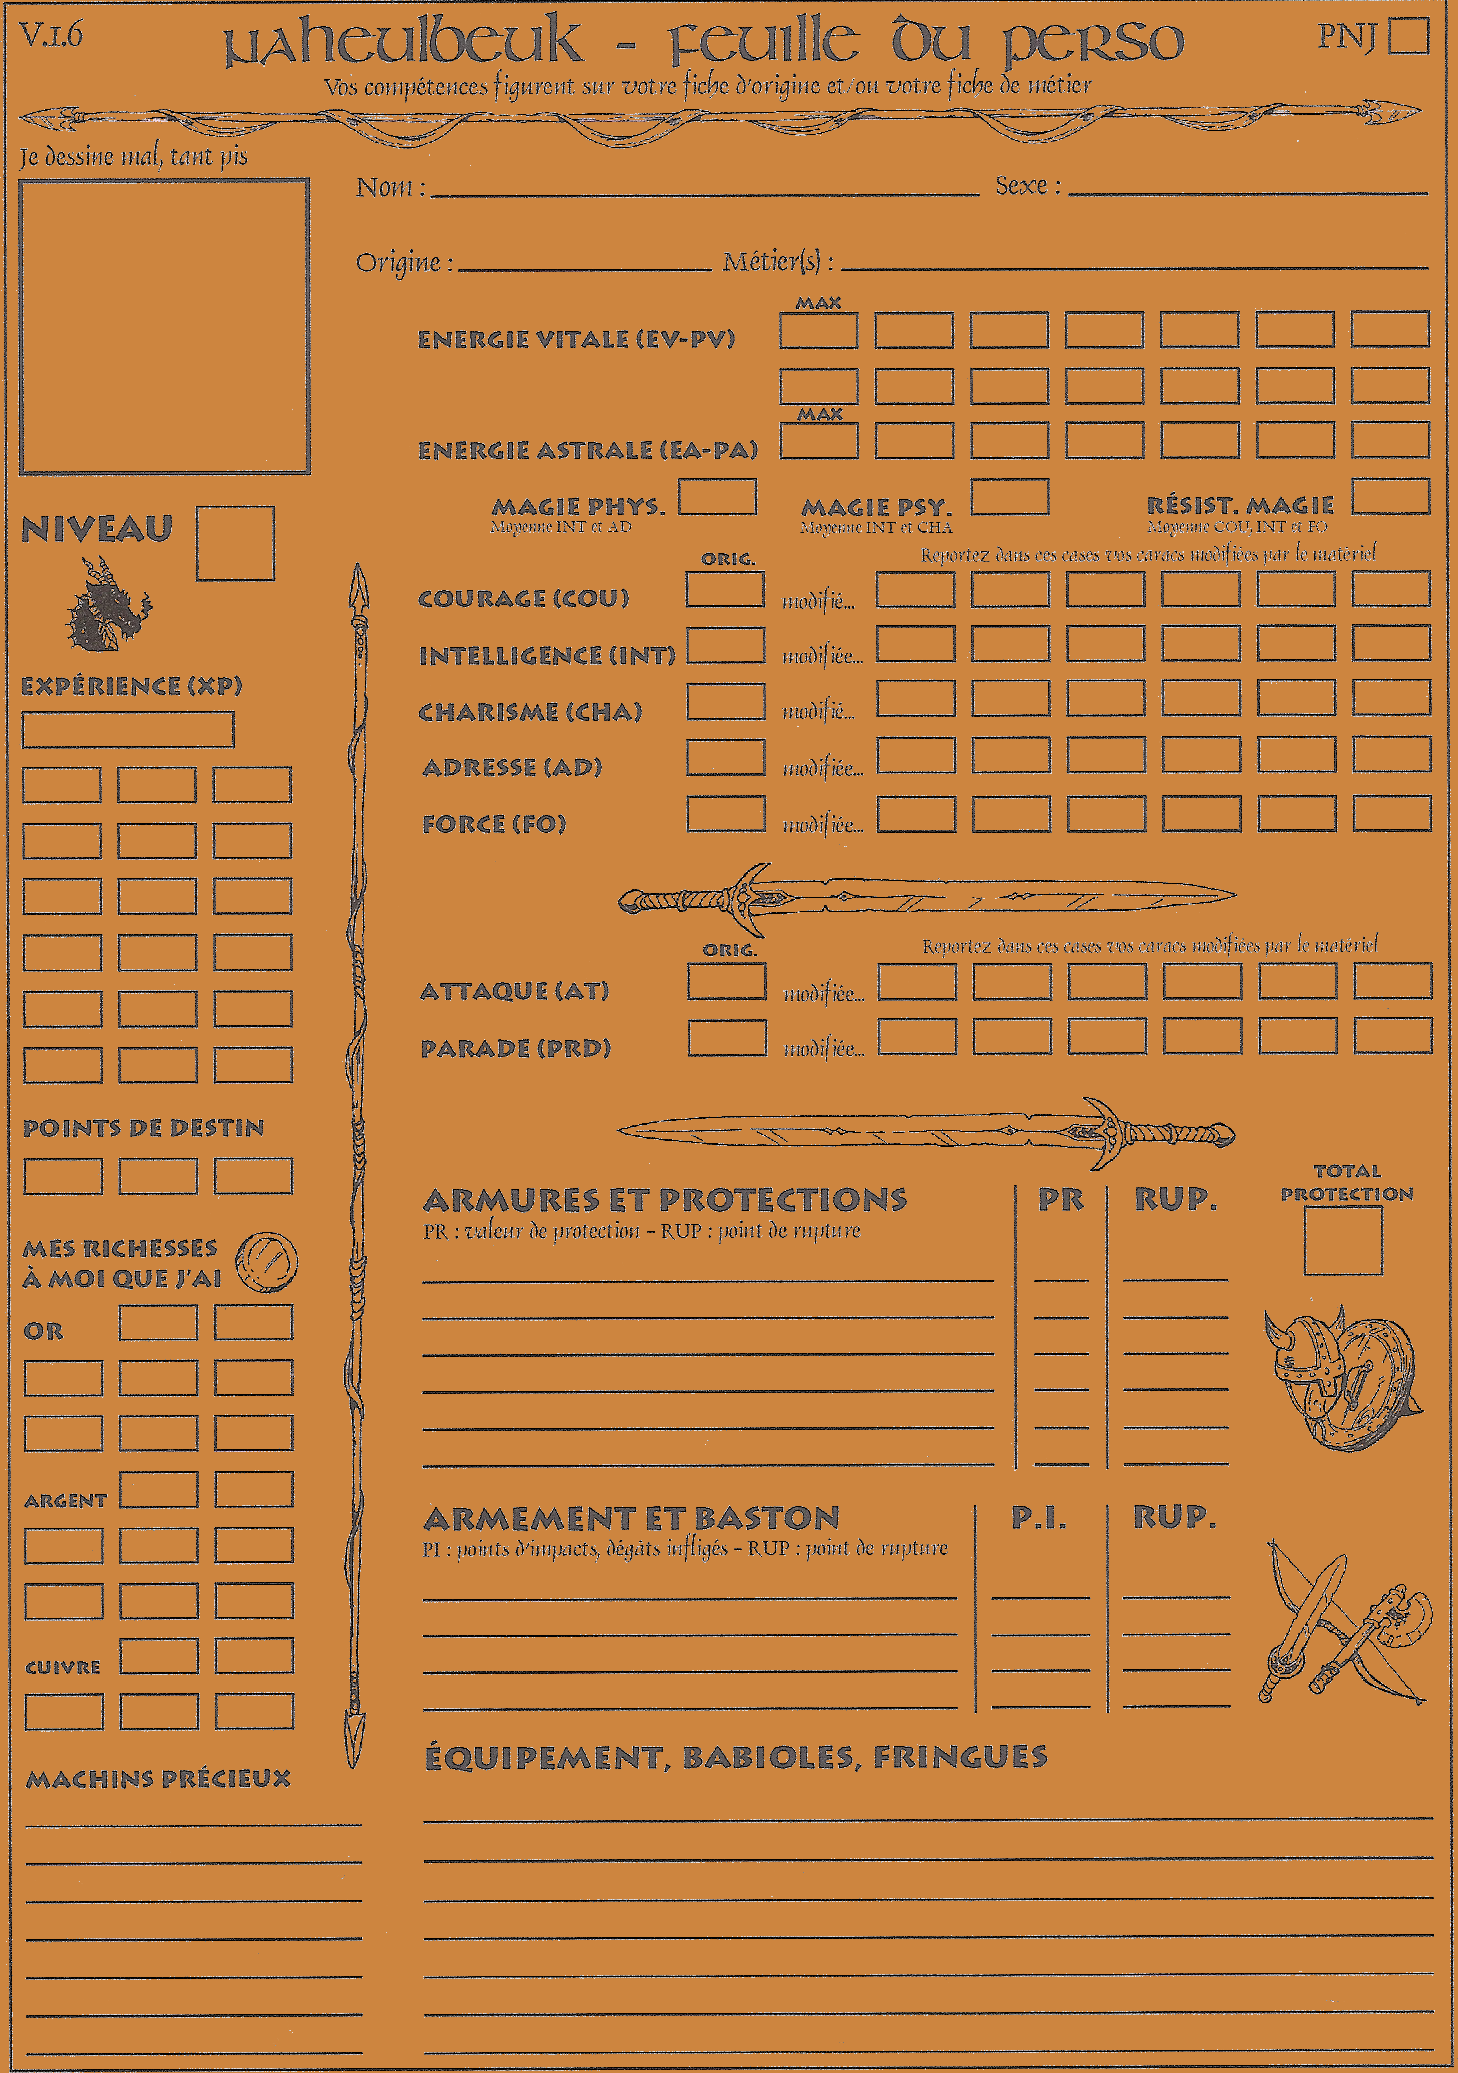 V.1.6
Naheulbeuk - Feuille du perso
PNJ
Vos compétences figurent sur votre fiche d'origine et/ou votre fiche de métier
Je dessine mal, tant pis
Nom :
Sexe :
Origine :
Métier(s) :
MAX
ENERGIE VITALE (EV-PV)
MAX
ENERGIE ASTRALE (EA-PA)
MAGIE PHYS.
Moyenne INT et AD
MAGIE PSY.
Moyenne INT et CHA
RÉSIST. MAGIE
Moyenne COU, INT et FO
NIVEAU
ORIG.
Reportez dans ces cases vos caracs modifiées par le matériel
COURAGE (COU)
modifié...
INTELLIGENCE (INT)
modifiée...
CHARISME (CHA)
modifié...
ADRESSE (AD)
modifiée...
FORCE (FO)
modifiée...
EXPÉRIENCE (XP)
ORIG.
Reportez dans ces cases vos caracs modifiées par le matériel
ATTAQUE (AT)
modifiée...
PARADE (PRD)
modifiée...
POINTS DE DESTIN
MES RICHESSES
À MOI QUE J'AI
OR
ARGENT
CUIVRE
MACHINS PRÉCIEUX
ARMURES ET PROTECTIONS
PR
RUP.
TOTAL
PROTECTION
PR : valeur de protection – RUP : point de rupture
ARMEMENT ET BASTON
P.I.
RUP.
PI : points d'impacts, dégâts infligés – RUP : point de rupture
ÉQUIPEMENT, BABIOLES, FRINGUES